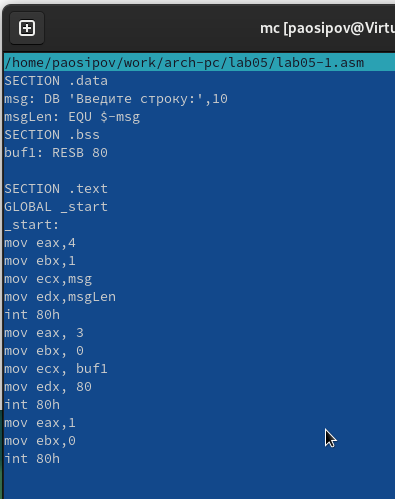 mc [paosipov@Virtu
/home/paosipov/work/arch-pc/lab05/lab05-1.asm
SECTION .data
msg: DB 'Введите строку:',10
msgLen: EQU $-msg
SECTION .bss
buf1: RESB 80
SECTION .text
GLOBAL _start
_start:
mov eax,4
mov ebx,1
mov ecx,msg
mov edx,msgLen
int 80h
mov eax, 3
mov ebx, 0
mov ecx, buf1
mov edx, 80
int 80h
mov eax,1
mov ebx,0
int 80h